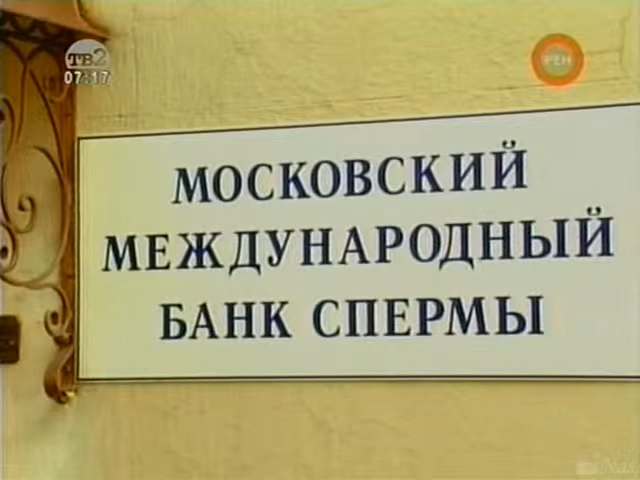 ТВ2
07:17
РЕН
МОСКОВСКИЙ
МЕЖДУНАРОДНЫЙ
БАНК СПЕРМЫ